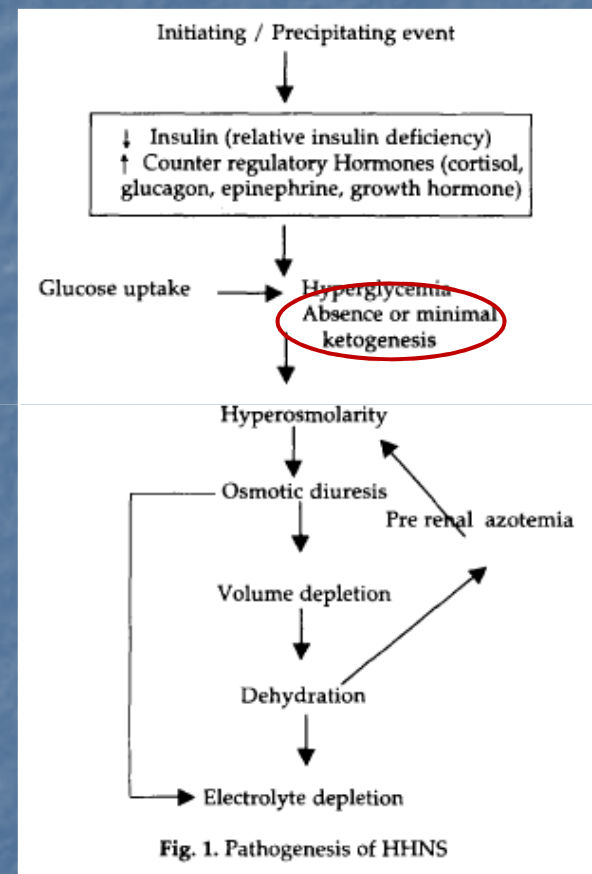 Initiating / Precipitating event
↓ Insulin (relative insulin deficiency)
↑ Counter regulatory Hormones (cortisol,
glucagon, epinephrine, growth hormone)
Glucose uptake
Hyperglycemia
Absence or minimal
ketogenesis
Hyperosmolarity
Osmotic diuresis
Pre renal azotemia
Volume depletion
Dehydration
Electrolyte depletion
Fig. 1. Pathogenesis of HHNS